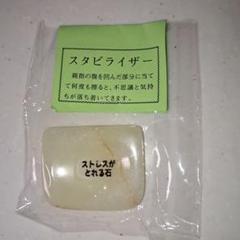 スタビライザー
親指の腹を凹んだ部分に当て
て何度も擦ると、不思議と気持
ちが落ち着いてきます。
ストレスが
とれる石